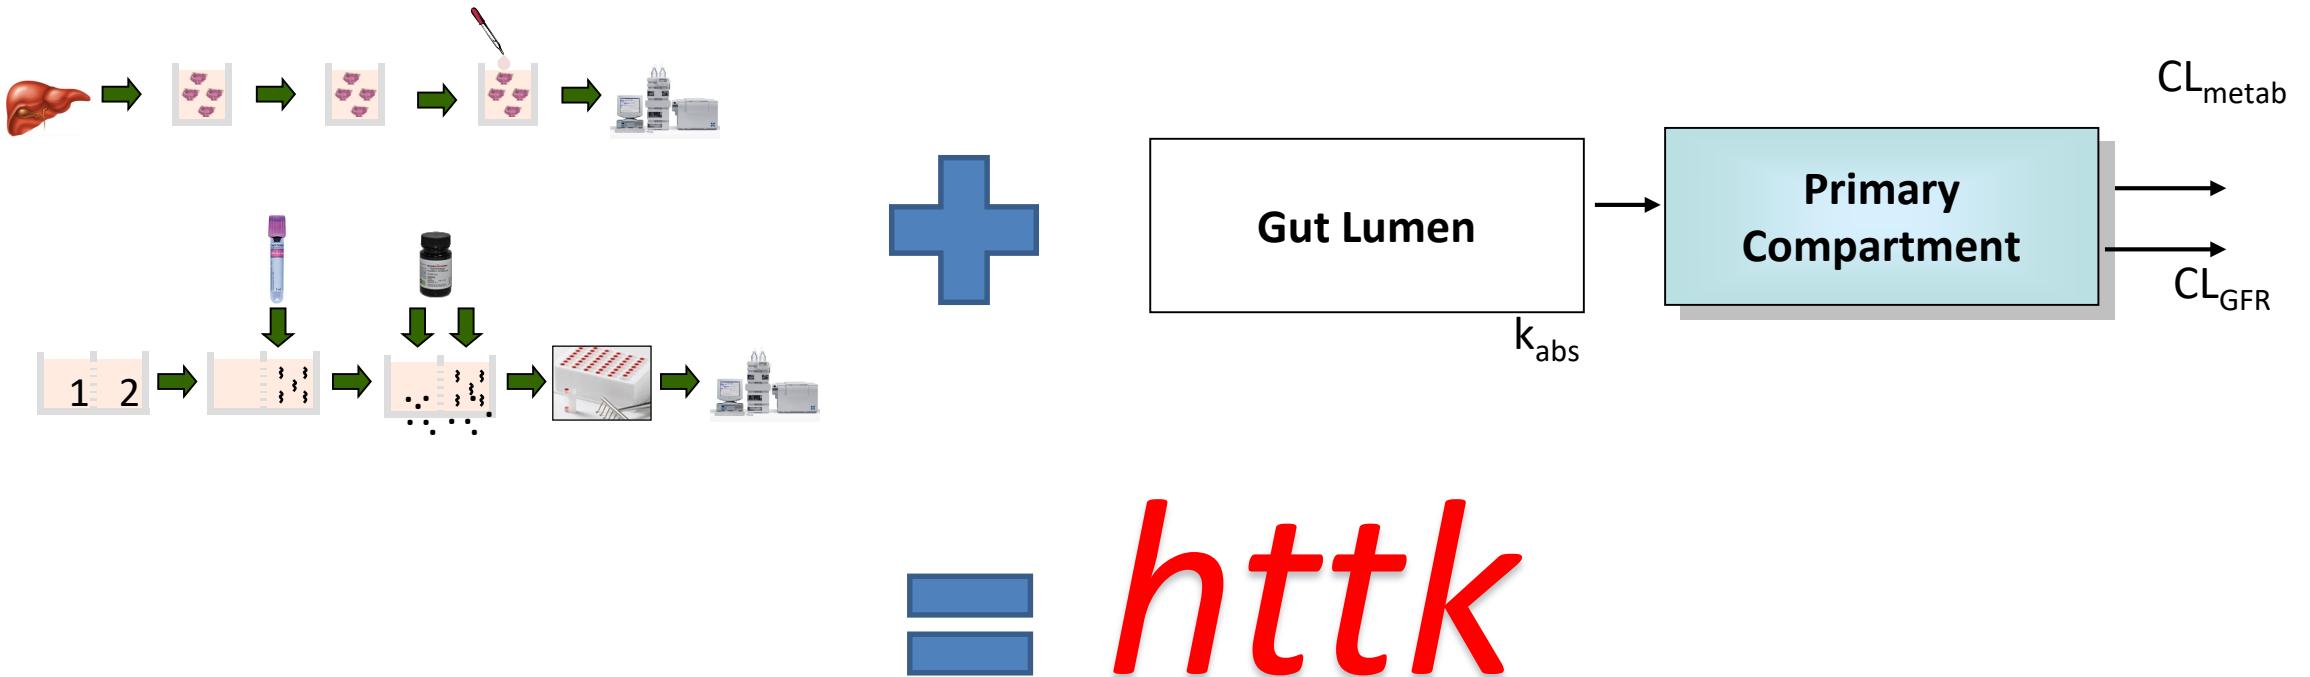 CLmetab
Gut Lumen
Primary
Compartment
CLGFR
kabs
1 2
httk